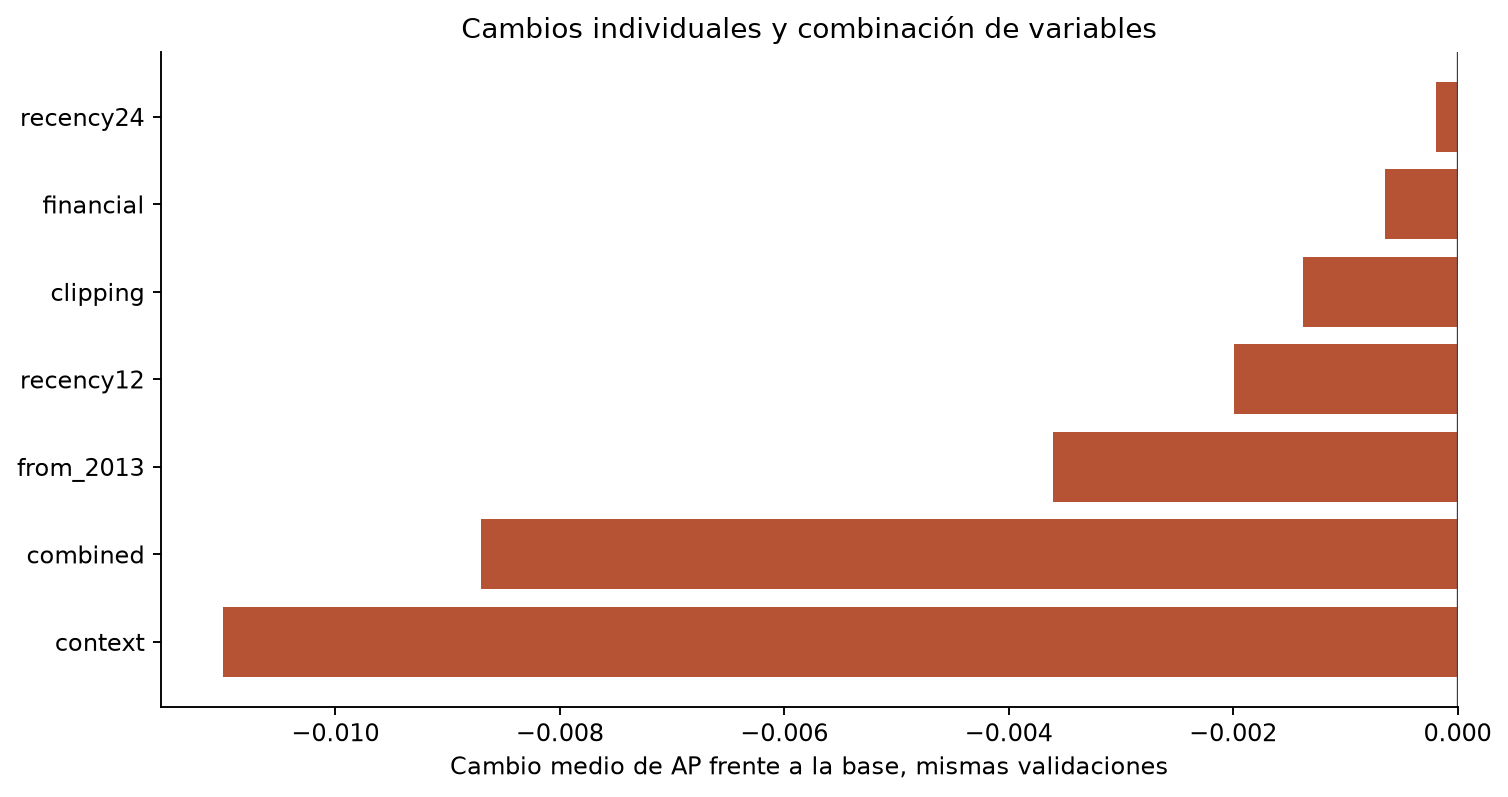 Cambios individuales y combinación de variables
recency24
financial
clipping
recency12
from_2013
combined
context
−0.010 −0.008 −0.006 −0.004 −0.002 0.000
Cambio medio de AP frente a la base, mismas validaciones